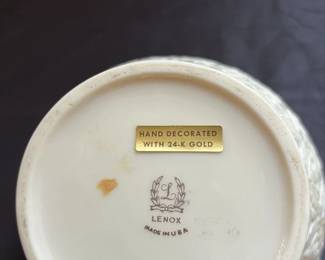 HAND DECORATED
WITH 24-K GOLD
L
LENOX
MADE IN U.S.A